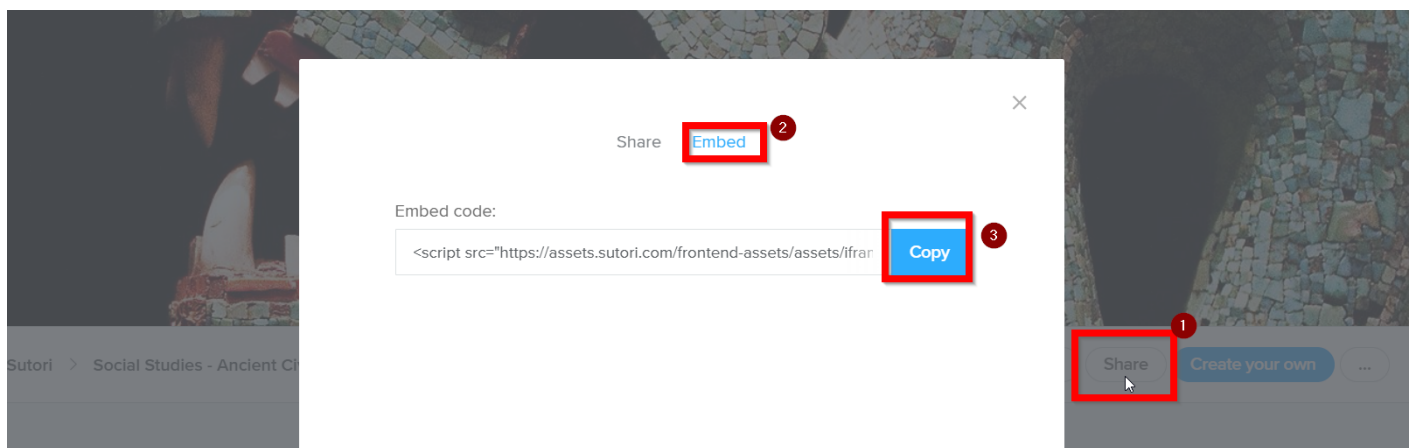 Share Embed 2
Embed code:
<script src="https://assets.sutori.com/frontend-assets/assets/ifran
Copy 3
1
Sutori > Social Studies - Ancient Ci
Share Create your own ...